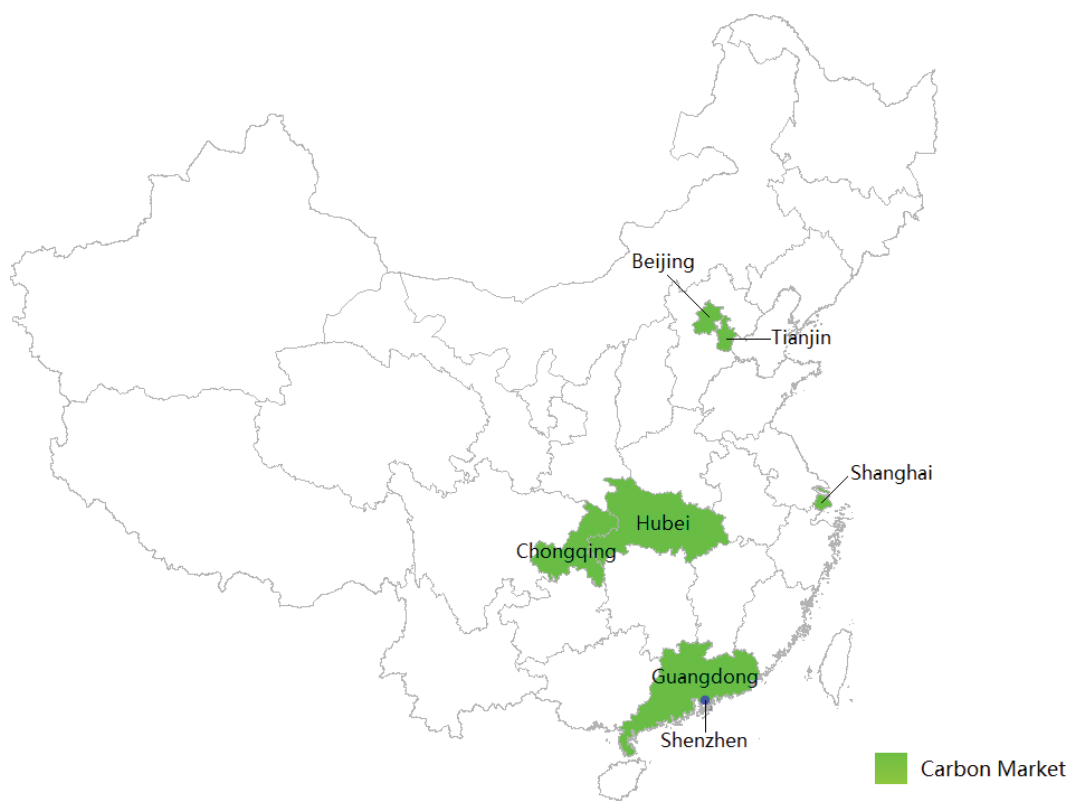 Beijing
Tianjin
Shanghai
Hubei
Chongqing
Guangdong
Shenzhen
Carbon Market